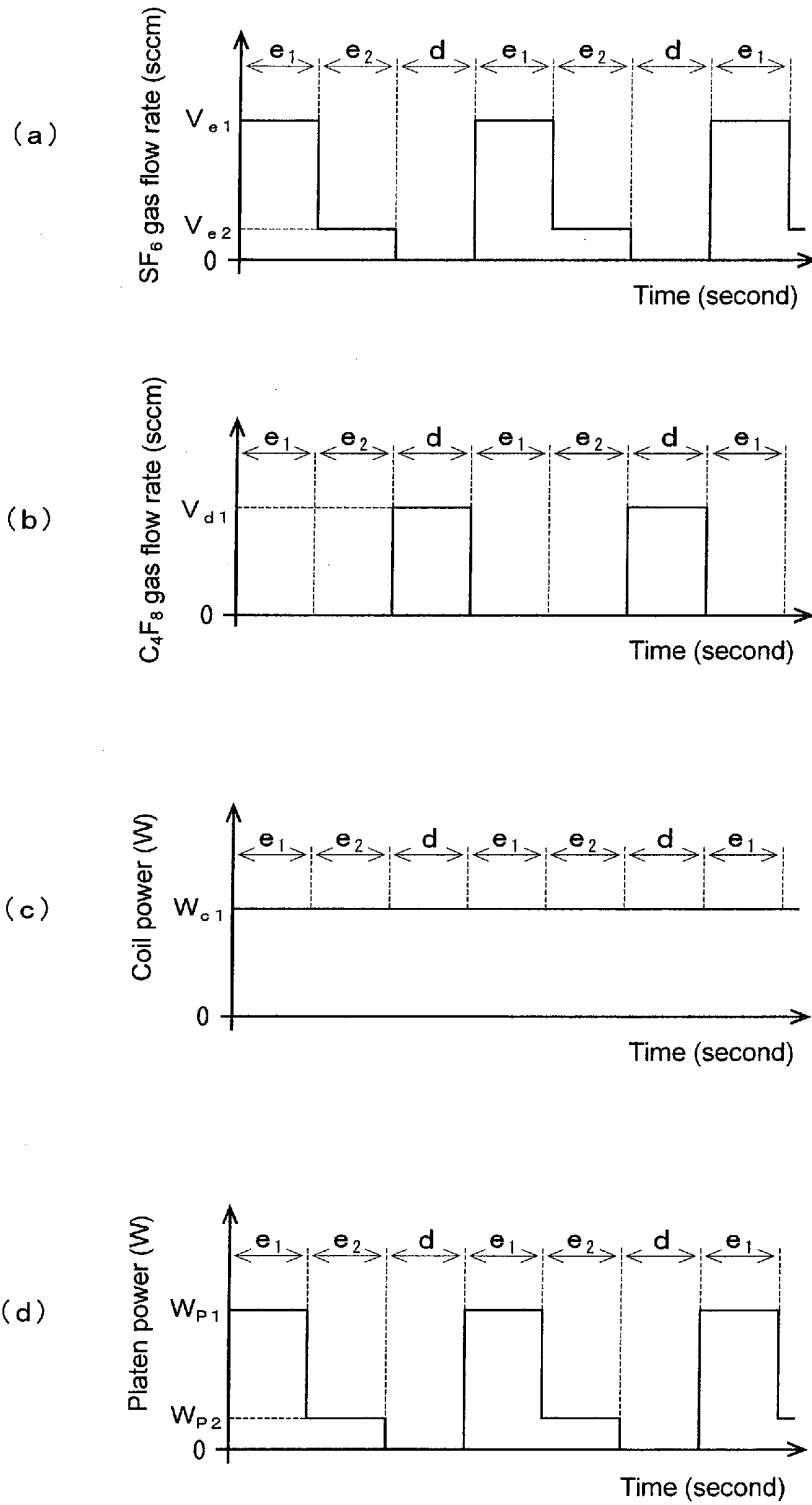 (a)
SF₆ gas flow rate (sccm)
e₁ e₂ d e₁ e₂ d e₁
Ve1
Ve2
0
Time (second)
(b)
C₄F₈ gas flow rate (sccm)
e₁ e₂ d e₁ e₂ d e₁
Vd1
0
Time (second)
(c)
Coil power (W)
e₁ e₂ d e₁ e₂ d e₁
Wc1
0
Time (second)
(d)
Platen power (W)
e₁ e₂ d e₁ e₂ d e₁
WP1
WP2
0
Time (second)